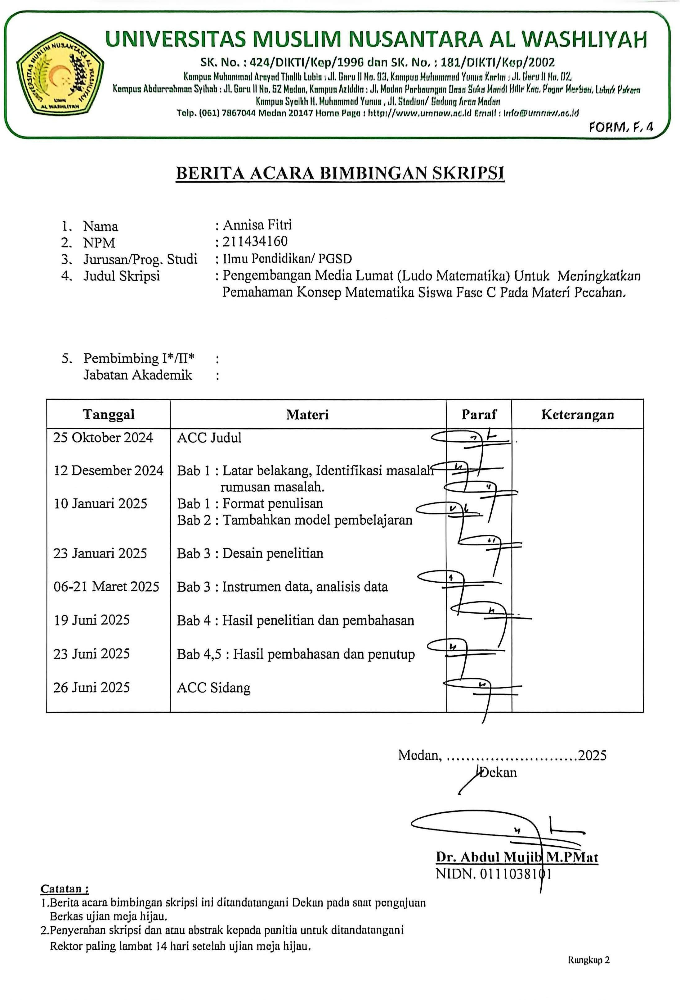 UNIVERSITAS MUSLIM NUSANTARA AL WASHLIYAH
UNIVERSITAS MUSLIM NUSANTARA AL WASHLIYAH
UMN
AL WASHLIYAH
SK. No. : 424/DIKTI/Kep/1996 dan SK. No. : 181/DIKTI/Kep/2002
Kampus Muhammad Arsyad Thalib Lubis : Jl. Garu II No. 93, Kampus Muhammad Yunus Karim : Jl. Garu II No. 02,
Kampus Abdurrahman Syihab : Jl. Garu II No. 52 Medan, Kampus Aziddin : Jl. Medan Perbaungan Desa Suka Mandi Hilir Kec. Pagar Merbau, Lubuk Pakam
Kampus Syeikh H. Muhammad Yunus , Jl. Stadion/ Gedung Arca Medan
Telp. (061) 7867044 Medan 20147 Home Page : http://www.umnaw.ac.id Email : info@umnaw.ac.id
FORM. F. 4
BERITA ACARA BIMBINGAN SKRIPSI
1. Nama : Annisa Fitri
2. NPM : 211434160
3. Jurusan/Prog. Studi : Ilmu Pendidikan/ PGSD
4. Judul Skripsi : Pengembangan Media Lumat (Ludo Matematika) Untuk Meningkatkan
Pemahaman Konsep Matematika Siswa Fase C Pada Materi Pecahan.
5. Pembimbing I*/II* :
Jabatan Akademik :
Tanggal Materi Paraf Keterangan
25 Oktober 2024 ACC Judul
12 Desember 2024 Bab 1 : Latar belakang, Identifikasi masalah
rumusan masalah.
10 Januari 2025 Bab 1 : Format penulisan
Bab 2 : Tambahkan model pembelajaran
23 Januari 2025 Bab 3 : Desain penelitian
06-21 Maret 2025 Bab 3 : Instrumen data, analisis data
19 Juni 2025 Bab 4 : Hasil penelitian dan pembahasan
23 Juni 2025 Bab 4,5 : Hasil pembahasan dan penutup
26 Juni 2025 ACC Sidang
Medan, ...........................2025
Dekan
Dr. Abdul Mujib M.PMat
NIDN. 0111038101
Catatan :
1.Berita acara bimbingan skripsi ini ditandatangani Dekan pada saat pengajuan
Berkas ujian meja hijau.
2.Penyerahan skripsi dan atau abstrak kepada panitia untuk ditandatangani
Rektor paling lambat 14 hari setelah ujian meja hijau.
Rangkap 2